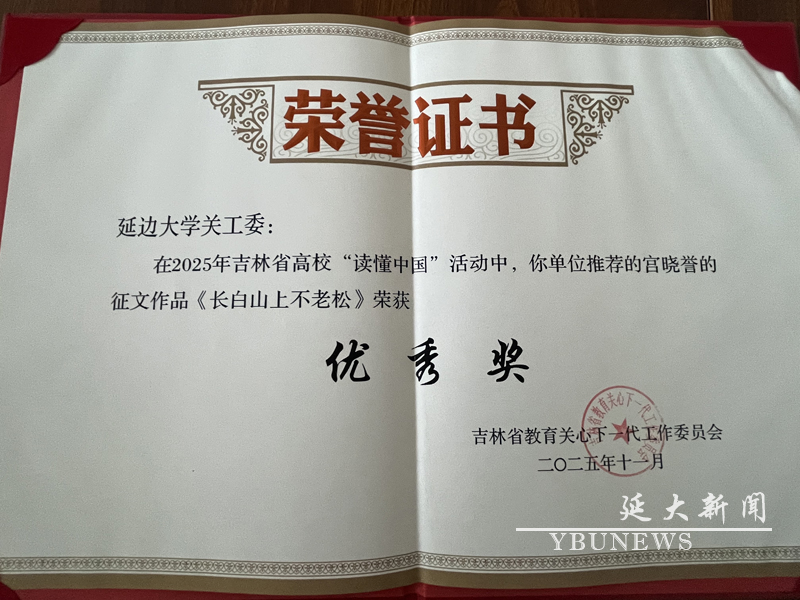 荣誉证书
延边大学关工委：
在2025年吉林省高校“读懂中国”活动中，你单位推荐的宫晓誉的
征文作品《长白山上不老松》荣获
优秀奖
吉林省教育关心下一代工作委员会
二〇二五年十一月
延大新闻
YBUNEWS